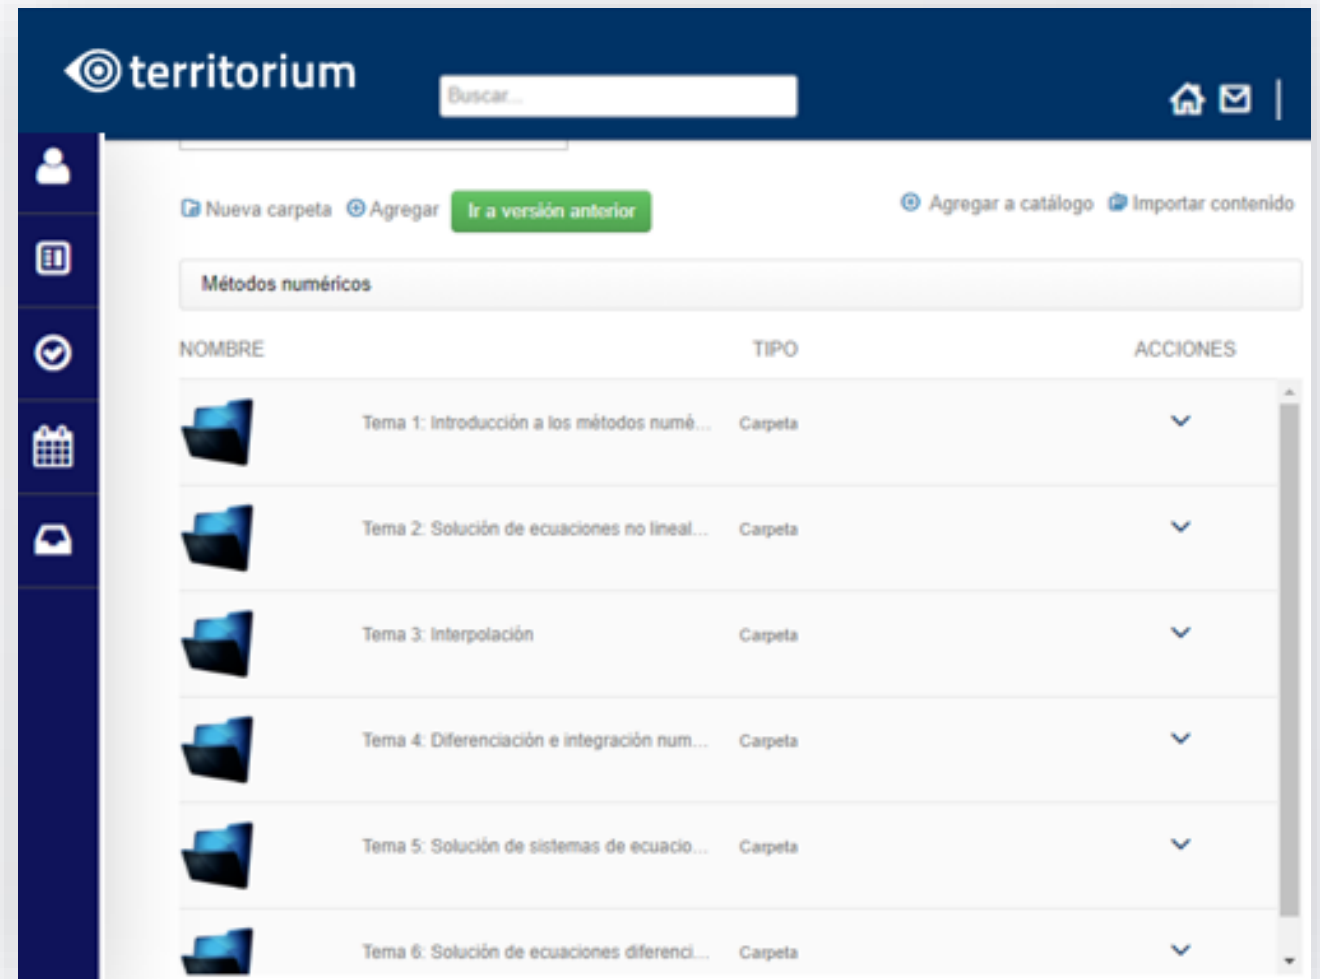 territorium
Buscar...
Nueva carpeta Agregar Ir a versión anterior Agregar a catálogo Importar contenido
Métodos numéricos
NOMBRE TIPO ACCIONES
Tema 1: Introducción a los métodos numé... Carpeta
Tema 2: Solución de ecuaciones no lineal... Carpeta
Tema 3: Interpolación Carpeta
Tema 4: Diferenciación e integración num... Carpeta
Tema 5: Solución de sistemas de ecuacio... Carpeta
Tema 6: Solución de ecuaciones diferenci... Carpeta